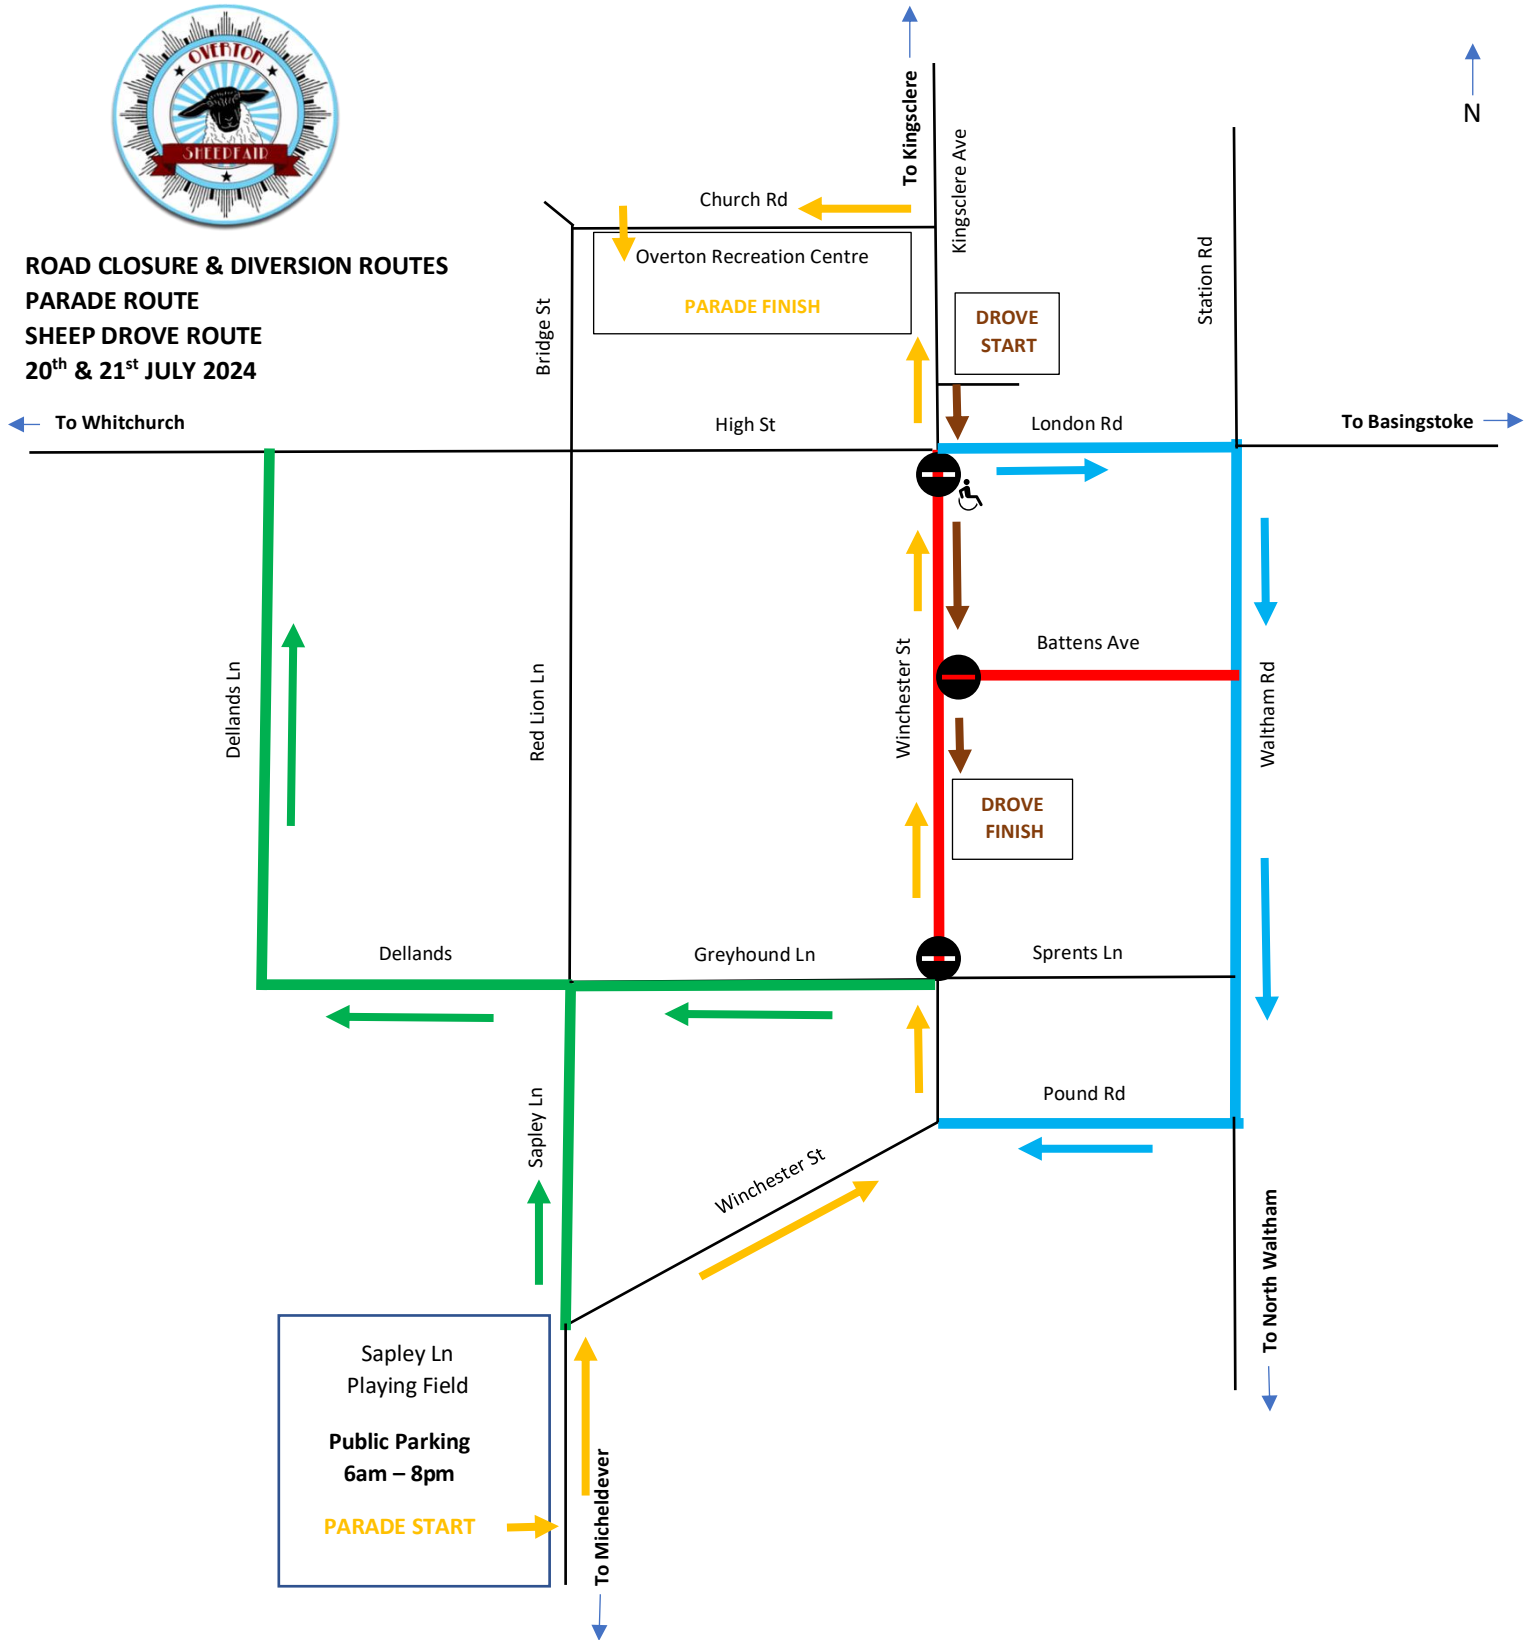 OVERTON
SHEEPFAIR
ROAD CLOSURE & DIVERSION ROUTES
PARADE ROUTE
SHEEP DROVE ROUTE
20th & 21st JULY 2024
To Kingsclere
Kingsclere Ave
N
Church Rd
Overton Recreation Centre
PARADE FINISH
Bridge St
DROVE
START
Station Rd
To Whitchurch
High St
London Rd
To Basingstoke
Dellands Ln
Red Lion Ln
Winchester St
Battens Ave
Waltham Rd
DROVE
FINISH
Dellands
Greyhound Ln
Sprents Ln
Sapley Ln
Pound Rd
Winchester St
To North Waltham
Sapley Ln
Playing Field
Public Parking
6am – 8pm
PARADE START
To Micheldever